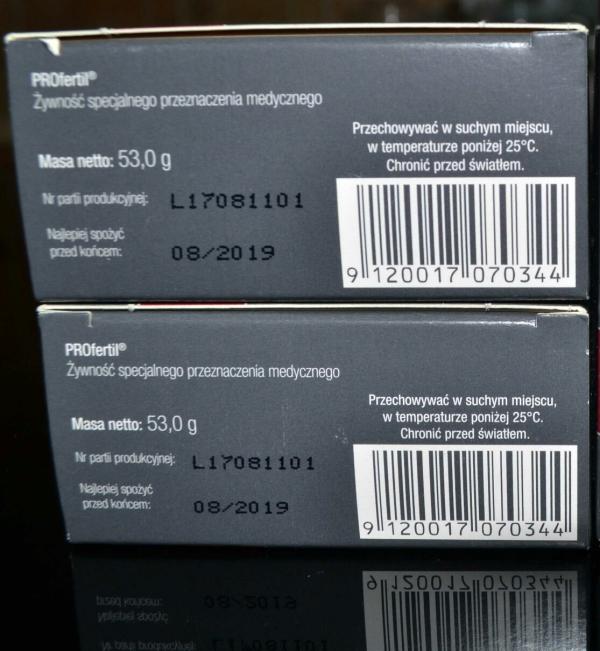 PROfertil®
Żywność specjalnego przeznaczenia medycznego
Masa netto: 53,0 g
Nr partii produkcyjnej: L17081101
Najlepiej spożyć
przed końcem: 08/2019
Przechowywać w suchym miejscu,
w temperaturze poniżej 25°C.
Chronić przed światłem.
9 120017 070344
PROfertil®
Żywność specjalnego przeznaczenia medycznego
Masa netto: 53,0 g
Nr partii produkcyjnej: L17081101
Najlepiej spożyć
przed końcem: 08/2019
Przechowywać w suchym miejscu,
w temperaturze poniżej 25°C.
Chronić przed światłem.
9 120017 070344